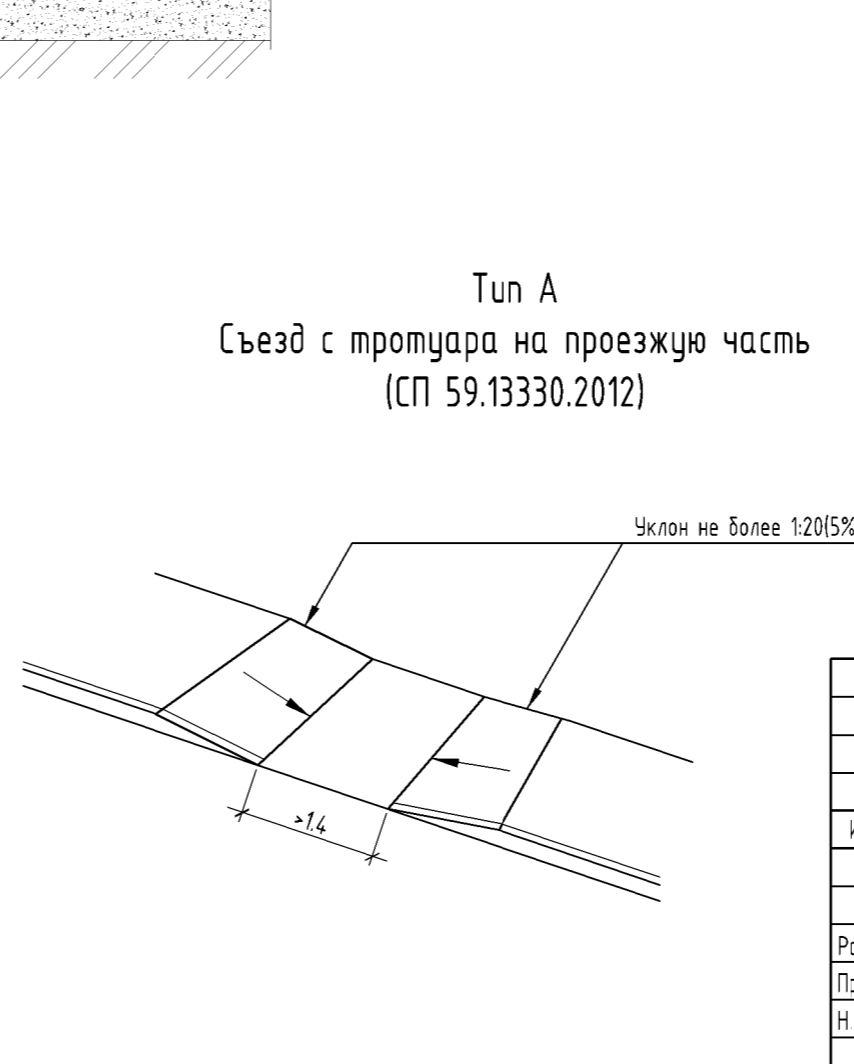 Тип А
Съезд с тротуара на проезжую часть
(СП 59.13330.2012)
Уклон не более 1:20(5%
>1.4
Н.